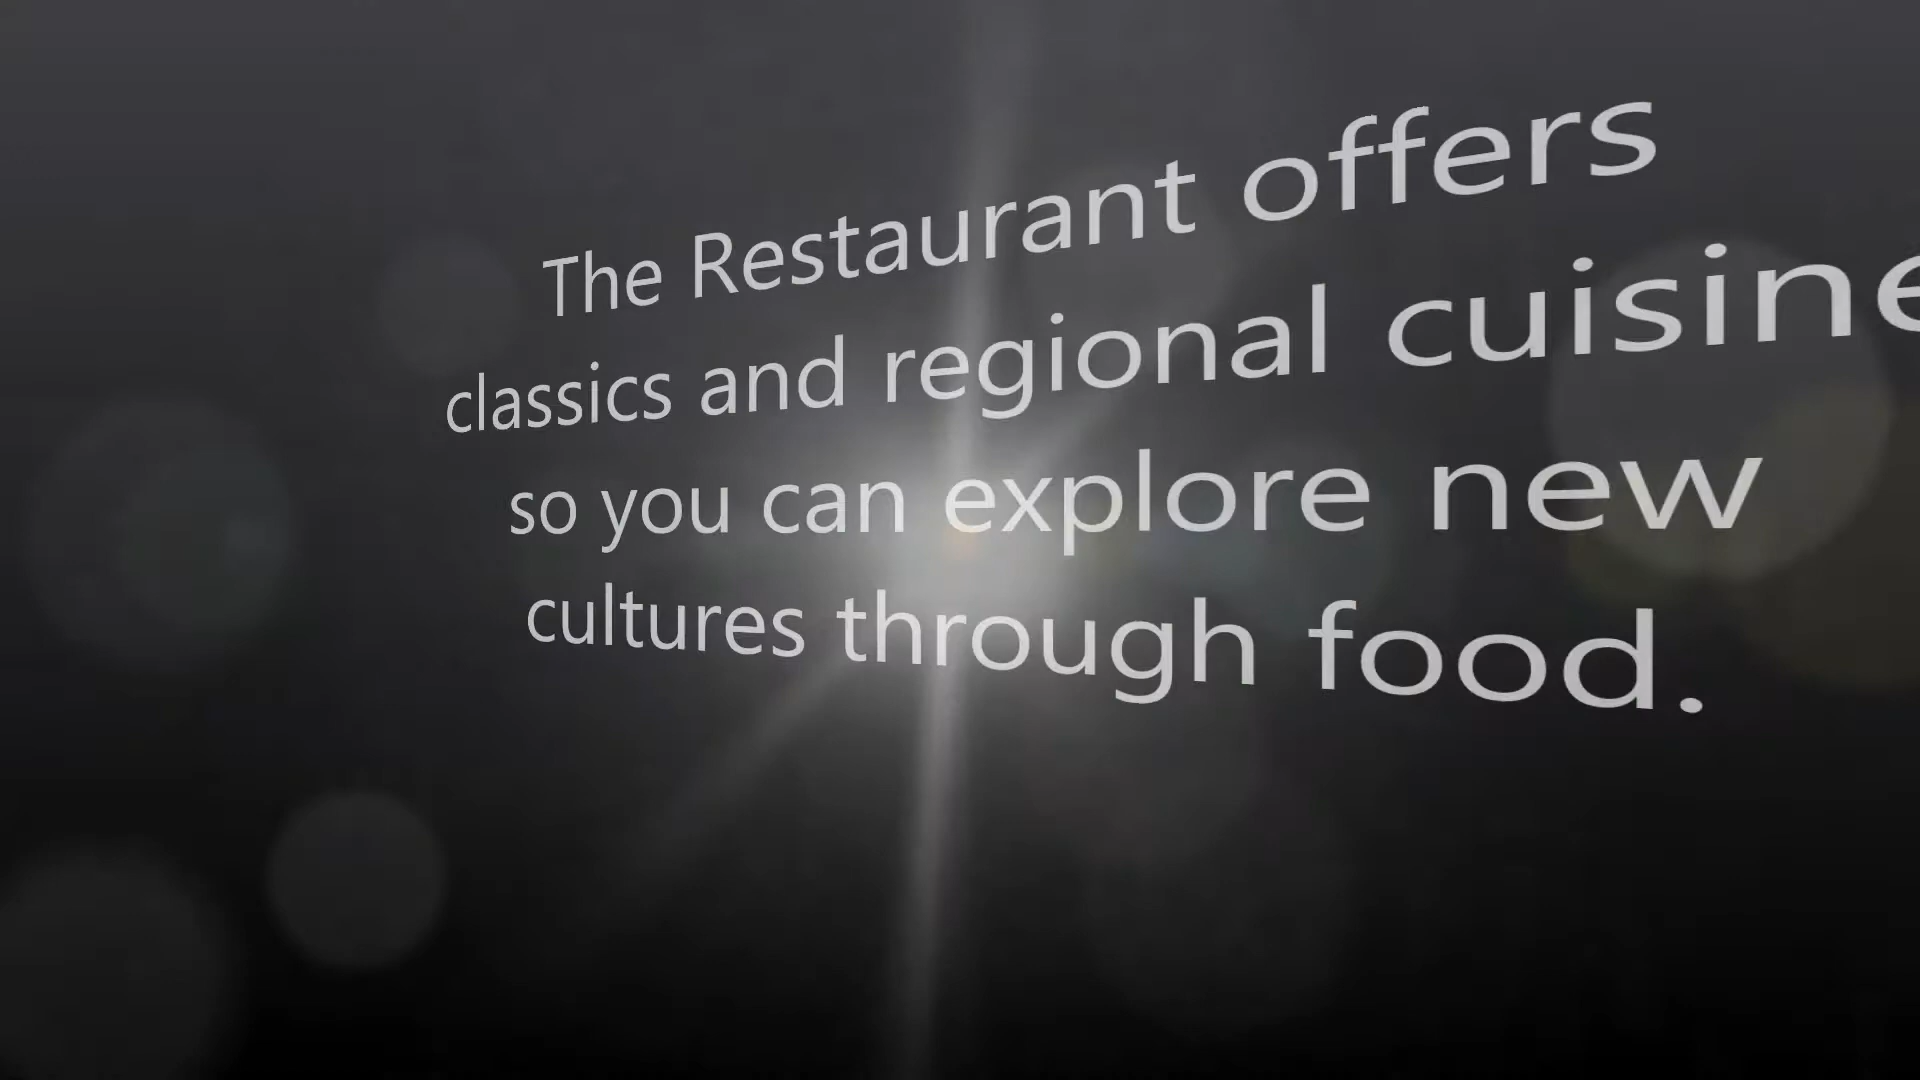 The Restaurant offers
classics and regional cuisine
so you can explore new
cultures through food.